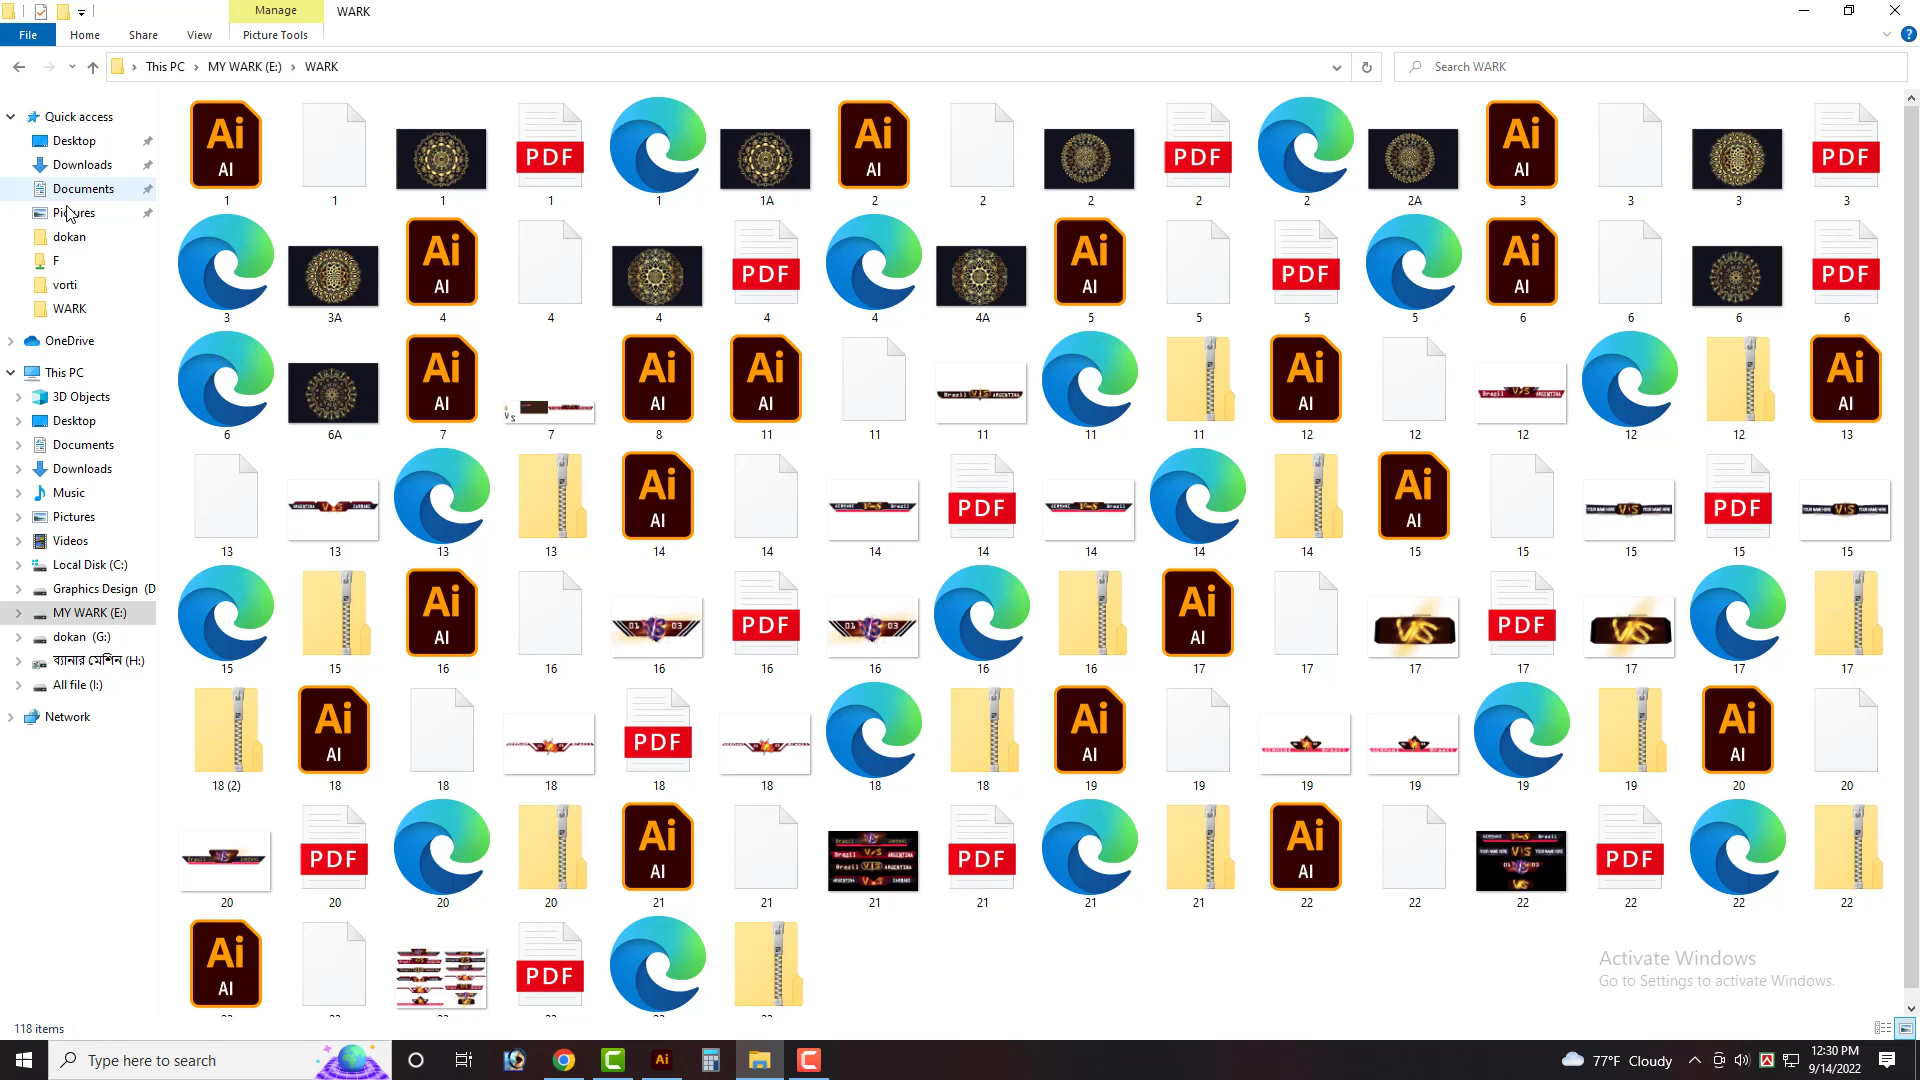 Manage
WARK
File
Home
Share
View
Picture Tools
This PC
MY WARK (E:)
WARK
Search WARK
Quick access
Desktop
Downloads
Documents
Pictures
dokan
F
vorti
WARK
OneDrive
This PC
3D Objects
Desktop
Documents
Downloads
Music
Pictures
Videos
Local Disk (C:)
Graphics Design (D
MY WARK (E:)
dokan (G:)
ব্যানার মেশিন (H:)
All file (I:)
Network
1 1 1 1 1 1A 2 2 2 2 2 2A 3 3 3 3
3 3A 4 4 4 4 4 4A 5 5 5 5 6 6 6 6
6 6A 7 7 8 11 11 11 11 11 12 12 12 12 12 13
13 13 13 13 14 14 14 14 14 14 14 15 15 15 15 15
15 15 16 16 16 16 16 16 16 17 17 17 17 17 17 17
18 (2) 18 18 18 18 18 18 18 19 19 19 19 19 19 20 20
20 20 20 20 21 21 21 21 21 21 22 22 22 22 22 22
Activate Windows
Go to Settings to activate Windows.
118 items
Type here to search
77°F Cloudy
12:30 PM
9/14/2022